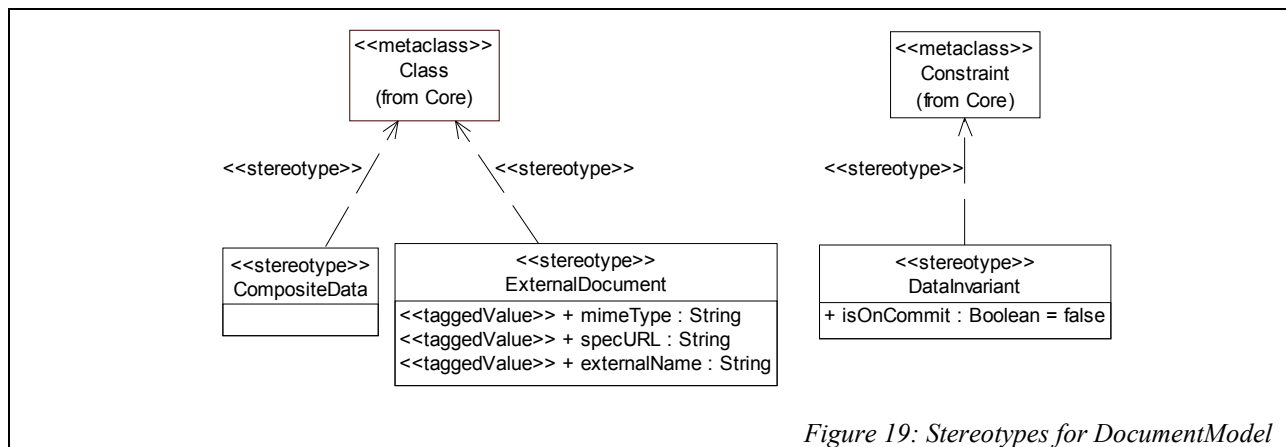 <<metaclass>>
Class
(from Core)
<<metaclass>>
Constraint
(from Core)
<<stereotype>>
<<stereotype>>
<<stereotype>>
<<stereotype>>
CompositeData
<<stereotype>>
ExternalDocument
<<taggedValue>> + mimeType : String
<<taggedValue>> + specURL : String
<<taggedValue>> + externalName : String
<<stereotype>>
DataInvariant
+ isOnCommit : Boolean = false
Figure 19: Stereotypes for DocumentModel